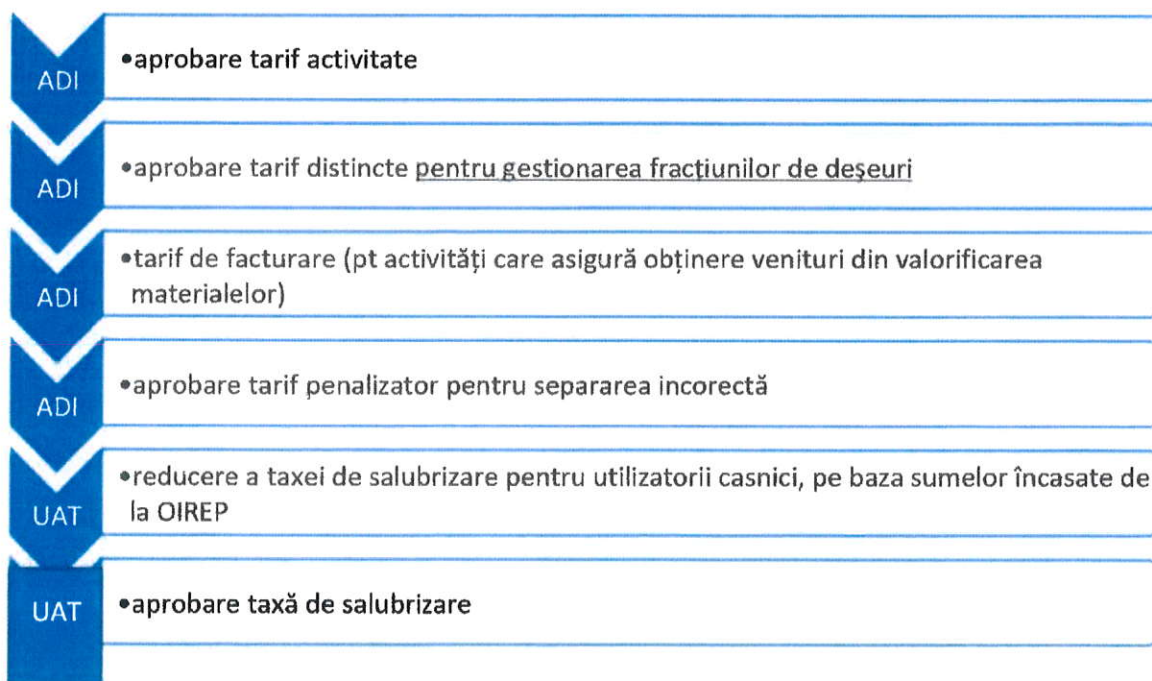 ADI
•aprobare tarif activitate
ADI
•aprobare tarif distincte pentru gestionarea fracțiunilor de deșeuri
ADI
•tarif de facturare (pt activități care asigură obținere venituri din valorificarea
materialelor)
ADI
•aprobare tarif penalizator pentru separarea incorectă
UAT
•reducere a taxei de salubrizare pentru utilizatorii casnici, pe baza sumelor încasate de
la OIREP
UAT
•aprobare taxă de salubrizare